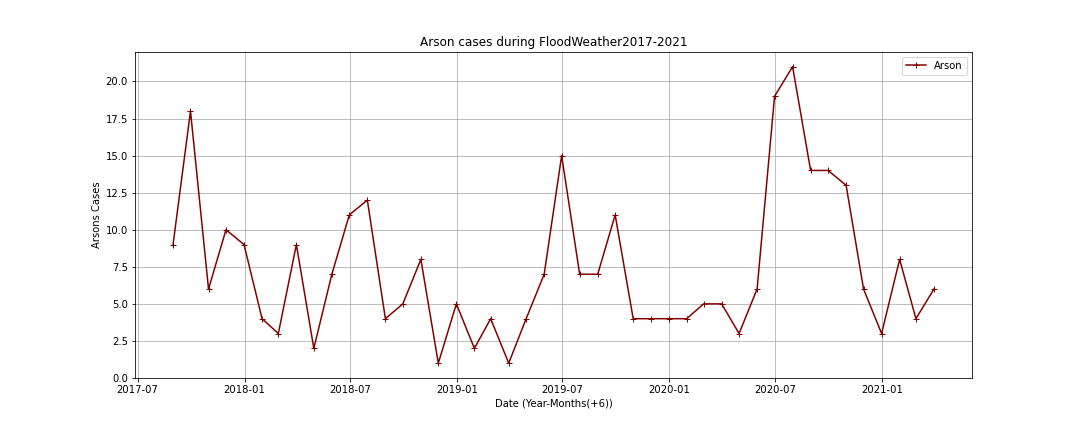 Arson cases during FloodWeather2017-2021
Arson
20.0
17.5
15.0
12.5
10.0
7.5
5.0
2.5
0.0
Arsons Cases
2017-07 2018-01 2018-07 2019-01 2019-07 2020-01 2020-07 2021-01
Date (Year-Months(+6))